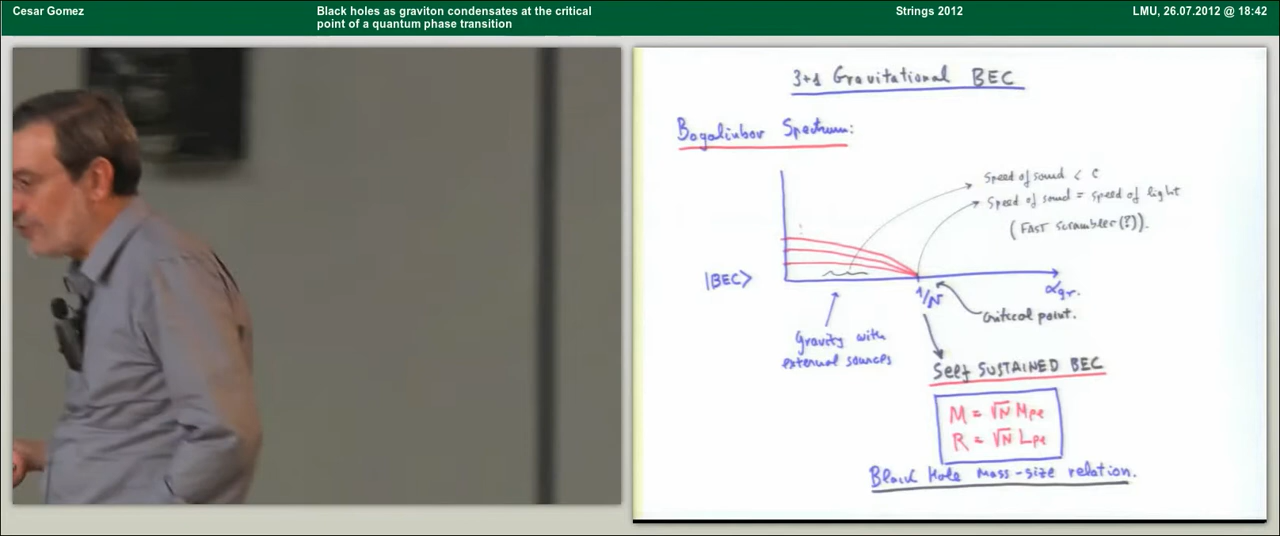 Cesar Gomez
Black holes as graviton condensates at the critical
point of a quantum phase transition
Strings 2012
LMU, 26.07.2012 @ 18:42
3+1 Gravitational BEC
Bogoliubov Spectrum:
Speed of sound < c
Speed of sound = speed of light
(FAST scrambler(?)).
|BEC>
1/N
αgr.
Critical point.
Gravity with
external sources
Self SUSTAINED BEC
M = √N Mpe
R = √N Lpe
Black Hole mass-size relation.